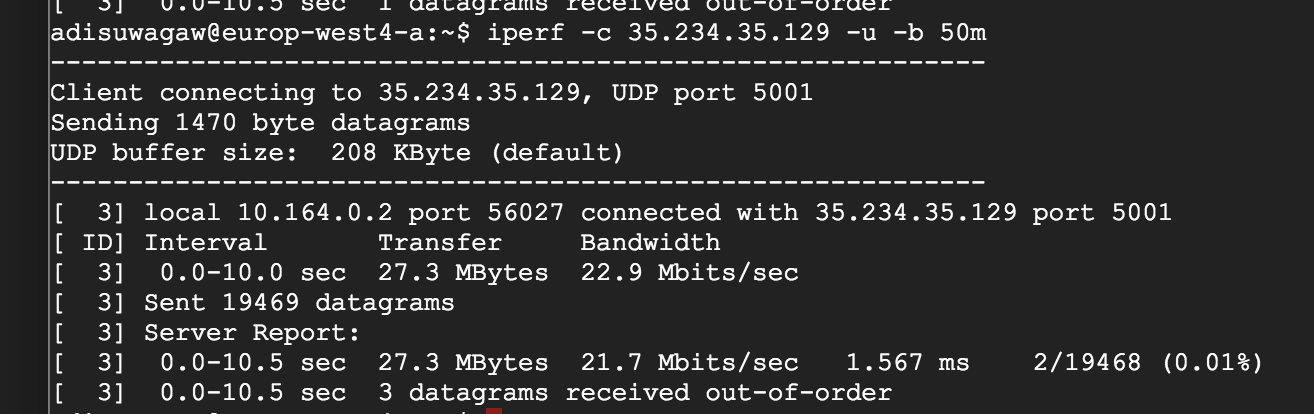 [  3]  0.0-10.5 sec  1 datagrams received out-of-order
adisuwagaw@europ-west4-a:~$ iperf -c 35.234.35.129 -u -b 50m
------------------------------------------------------------
Client connecting to 35.234.35.129, UDP port 5001
Sending 1470 byte datagrams
UDP buffer size:  208 KByte (default)
------------------------------------------------------------
[  3] local 10.164.0.2 port 56027 connected with 35.234.35.129 port 5001
[ ID] Interval       Transfer     Bandwidth
[  3]  0.0-10.0 sec  27.3 MBytes  22.9 Mbits/sec
[  3] Sent 19469 datagrams
[  3] Server Report:
[  3]  0.0-10.5 sec  27.3 MBytes  21.7 Mbits/sec   1.567 ms    2/19468 (0.01%)
[  3]  0.0-10.5 sec  3 datagrams received out-of-order